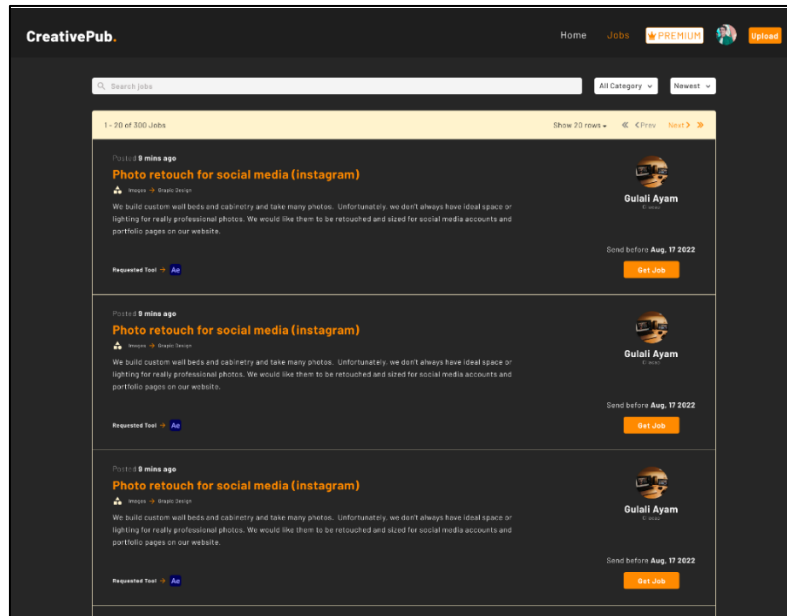 CreativePub.
Home Jobs PREMIUM Upload
Search jobs All Category Newest
1 - 20 of 300 Jobs Show 20 rows Prev Next
Posted 9 mins ago
Photo retouch for social media (instagram)
Images → Grapic Design
Gulali Ayam
We build custom wall beds and cabinetry and take many photos. Unfortunately, we don't always have ideal space or
lighting for really professional photos. We would like them to be retouched and sized for social media accounts and
portfolio pages on our website.
Send before Aug, 17 2022
Requested Tool → Ae Get Job
Posted 9 mins ago
Photo retouch for social media (instagram)
Images → Grapic Design
Gulali Ayam
We build custom wall beds and cabinetry and take many photos. Unfortunately, we don't always have ideal space or
lighting for really professional photos. We would like them to be retouched and sized for social media accounts and
portfolio pages on our website.
Send before Aug, 17 2022
Requested Tool → Ae Get Job
Posted 9 mins ago
Photo retouch for social media (instagram)
Images → Grapic Design
Gulali Ayam
We build custom wall beds and cabinetry and take many photos. Unfortunately, we don't always have ideal space or
lighting for really professional photos. We would like them to be retouched and sized for social media accounts and
portfolio pages on our website.
Send before Aug, 17 2022
Requested Tool → Ae Get Job